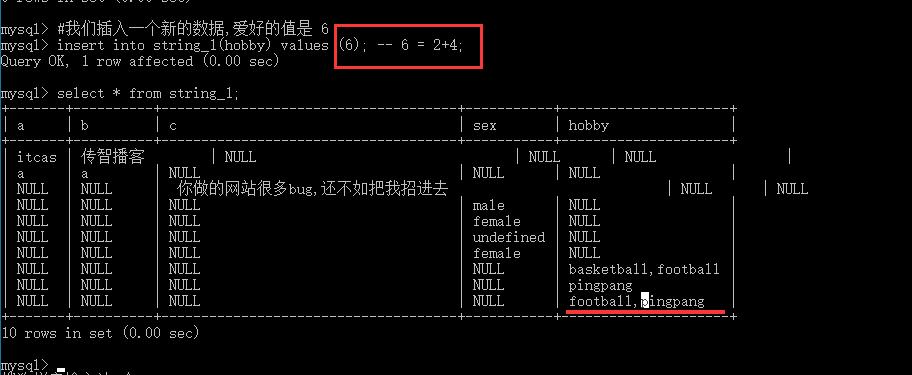 mysql> #我们插入一个新的数据,爱好的值是 6
mysql> insert into string_1(hobby) values (6); -- 6 = 2+4;
Query OK, 1 row affected (0.00 sec)
mysql> select * from string_1;
| a | b | c | sex | hobby |
| itcas | 传智播客 | NULL | NULL | NULL |
| a | a | NULL | NULL | NULL |
| NULL | NULL | 你做的网站很多bug,还不如把我招进去 | NULL | NULL
| NULL | NULL | NULL | male | NULL |
| NULL | NULL | NULL | female | NULL |
| NULL | NULL | NULL | undefined | NULL |
| NULL | NULL | NULL | female | NULL |
| NULL | NULL | NULL | NULL | basketball,football |
| NULL | NULL | NULL | NULL | pingpang |
| NULL | NULL | NULL | NULL | football,pingpang |
10 rows in set (0.00 sec)
mysql>